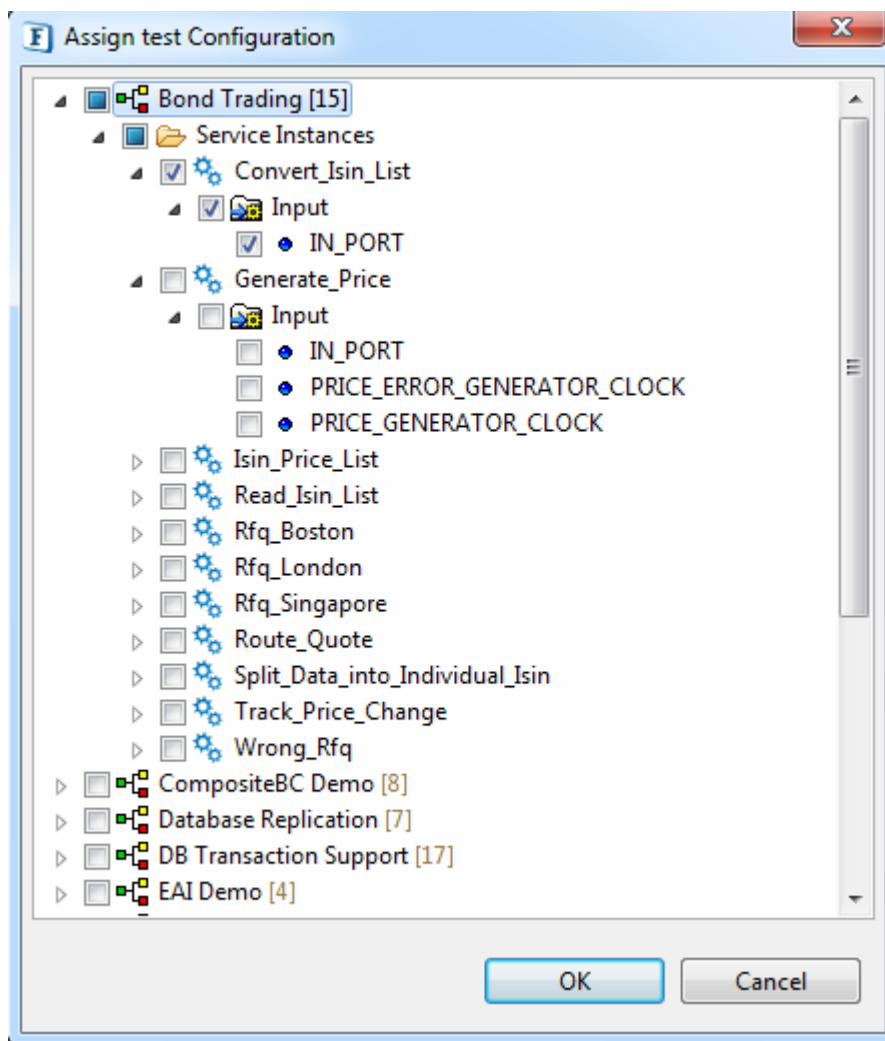 F Assign test Configuration
Bond Trading [15]
Service Instances
Convert_Isin_List
Input
IN_PORT
Generate_Price
Input
IN_PORT
PRICE_ERROR_GENERATOR_CLOCK
PRICE_GENERATOR_CLOCK
Isin_Price_List
Read_Isin_List
Rfq_Boston
Rfq_London
Rfq_Singapore
Route_Quote
Split_Data_into_Individual_Isin
Track_Price_Change
Wrong_Rfq
CompositeBC Demo [8]
Database Replication [7]
DB Transaction Support [17]
EAI Demo [4]
OK Cancel